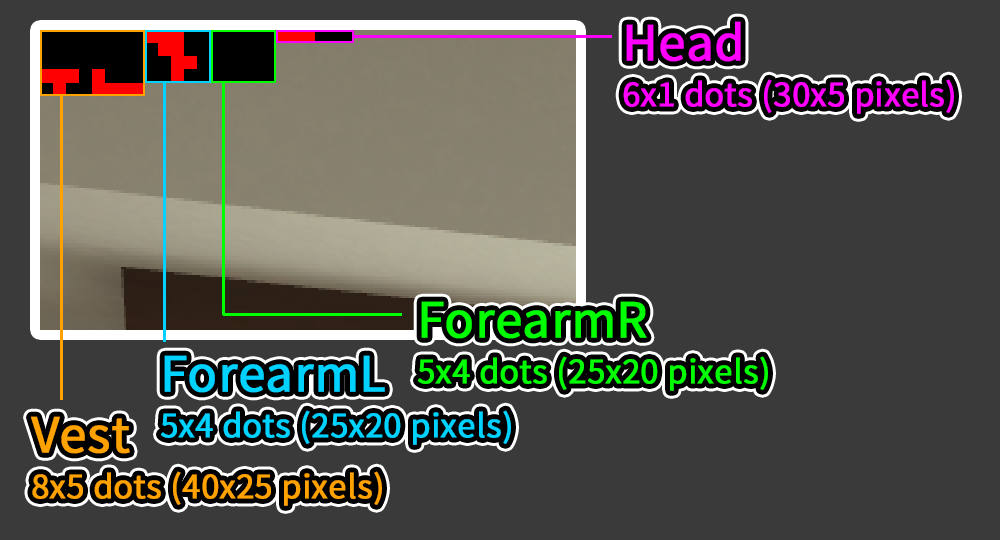 Head
6x1 dots (30x5 pixels)
ForearmR
5x4 dots (25x20 pixels)
ForearmL
5x4 dots (25x20 pixels)
Vest
8x5 dots (40x25 pixels)